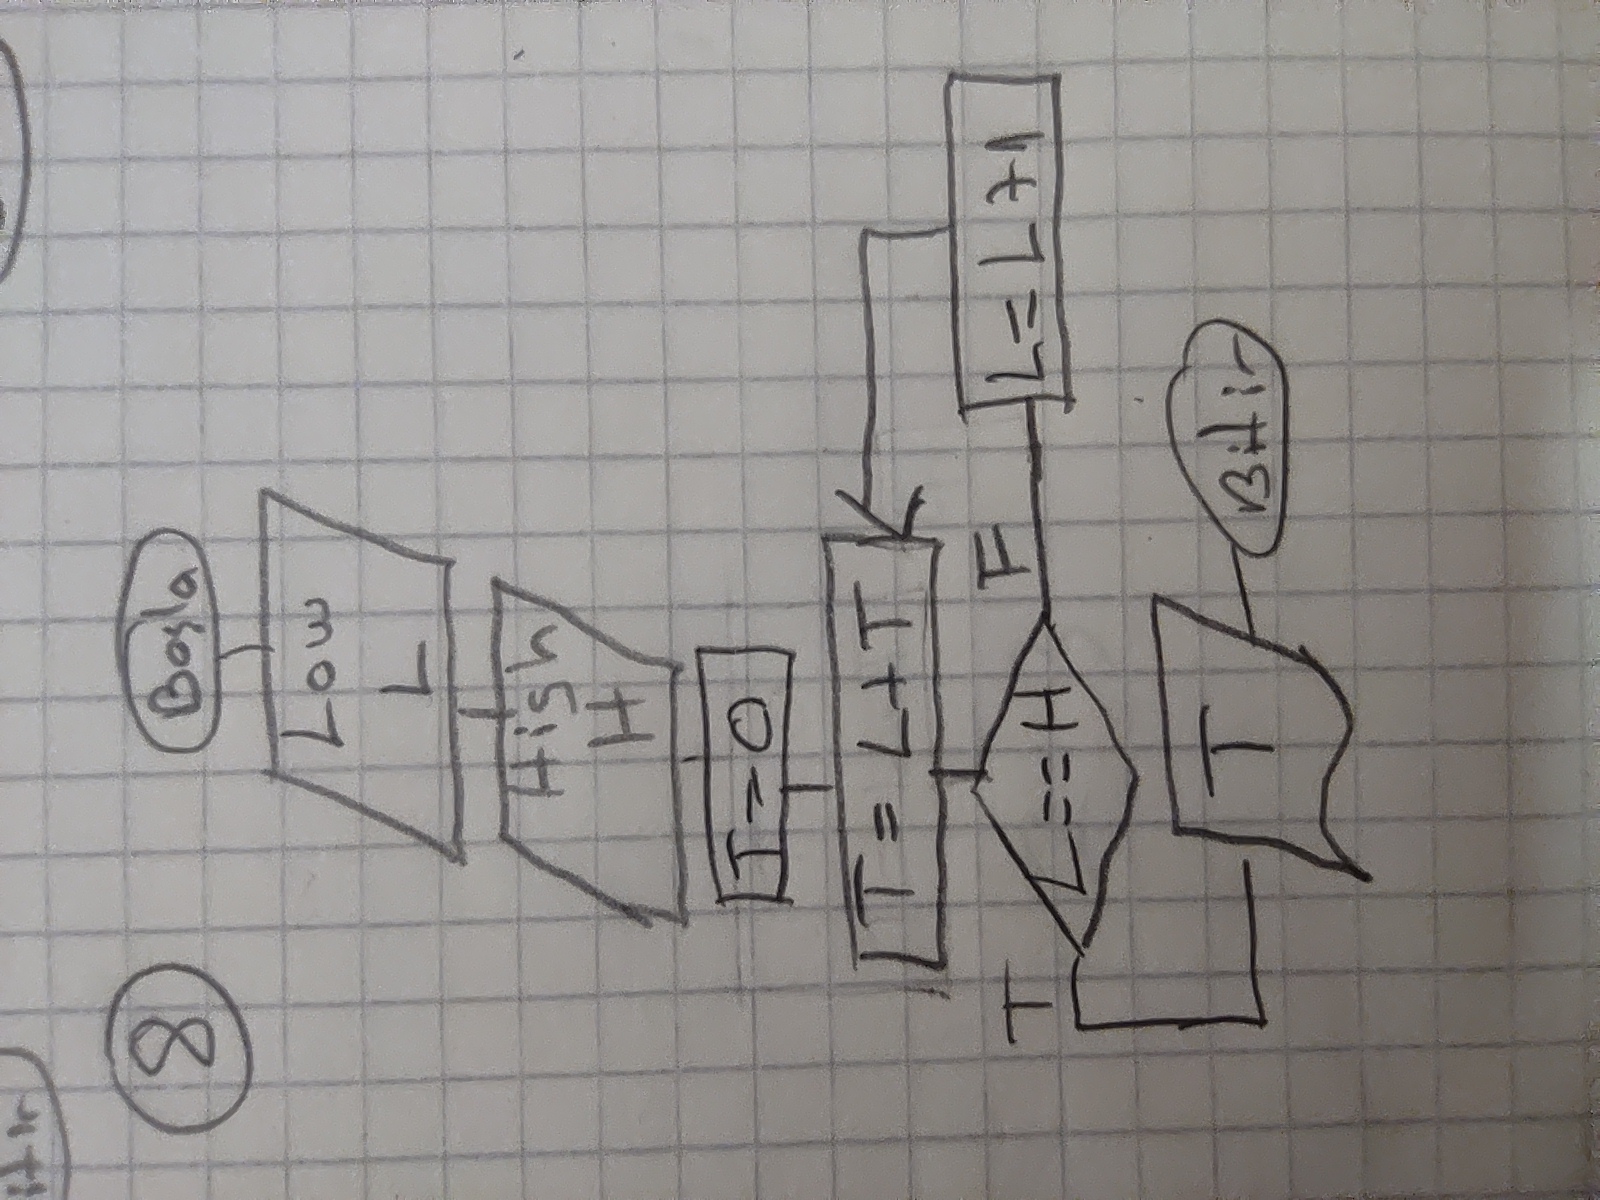 itir
8
Başla
Low
L
High
H
T = 0
T = L + T
T
L == H
F
L = L + 1
T
Bitir